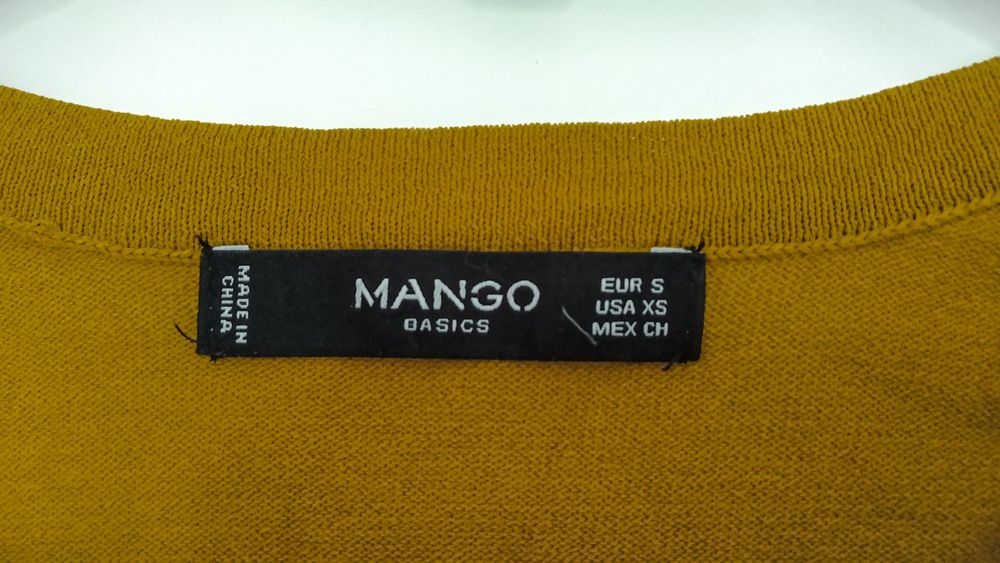 MADE IN
CHINA
MANGO
BASICS
EUR S
USA XS
MEX CH